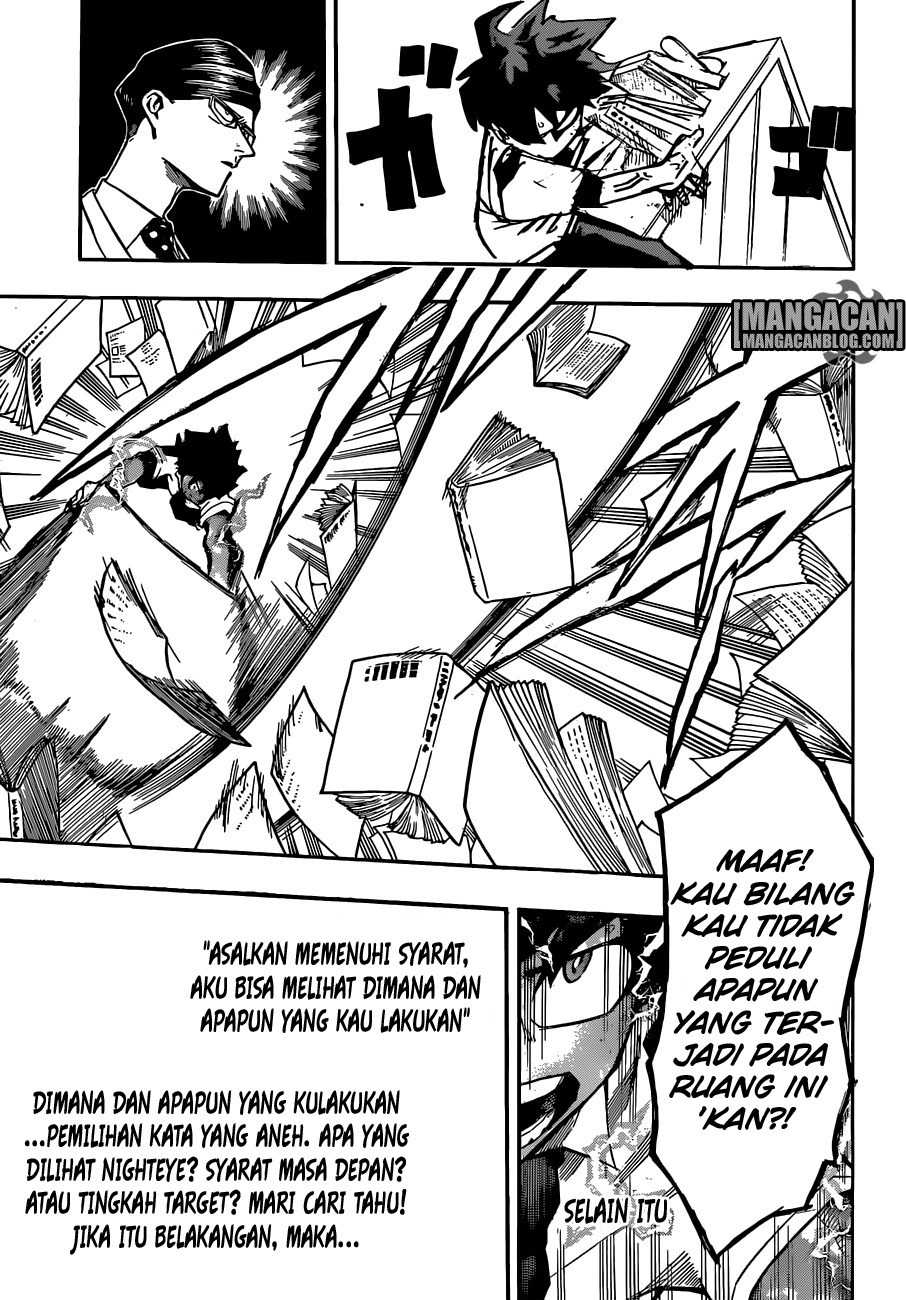 ガ
ゴ
MANGACAN
MANGACANBLOG.COM
MAAF!
KAU BILANG
KAU TIDAK
PEDULI
APAPUN
YANG TER-
JADI PADA
RUANG INI
'KAN?!
SELAIN ITU
"ASALKAN MEMENUHI SYARAT,
AKU BISA MELIHAT DIMANA DAN
APAPUN YANG KAU LAKUKAN"
DIMANA DAN APAPUN YANG KULAKUKAN
...PEMILIHAN KATA YANG ANEH. APA YANG
DILIHAT NIGHTEYE? SYARAT MASA DEPAN?
ATAU TINGKAH TARGET? MARI CARI TAHU!
JIKA ITU BELAKANGAN, MAKA...